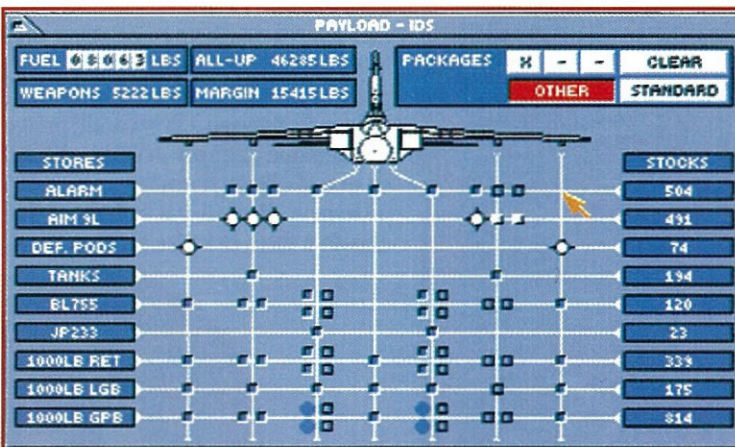 PAYLOAD - IDS
FUEL LBS ALL-UP 46285 LBS
WEAPONS 5222 LBS MARGIN 15415 LBS
PACKAGES X - - CLEAR
OTHER STANDARD
STORES STOCKS
ALARM 504
AIM 9L 491
DEF. PODS 74
TANKS 194
BL755 120
JP233 23
1000LB RET 339
1000LB LGB 175
1000LB GPB 814